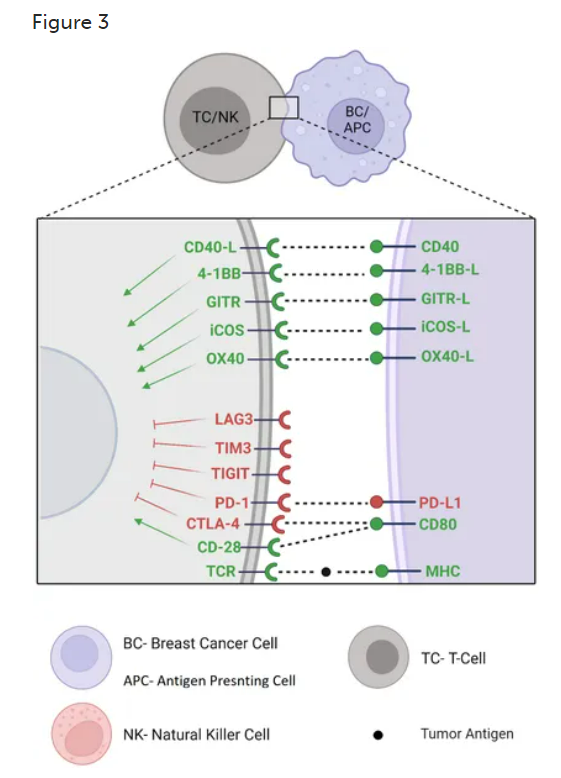 Figure 3
TC/NK
BC/
APC
CD40-L CD40
4-1BB 4-1BB-L
GITR GITR-L
iCOS iCOS-L
OX40 OX40-L
LAG3
TIM3
TIGIT
PD-1 PD-L1
CTLA-4 CD80
CD-28
TCR MHC
BC- Breast Cancer Cell
APC- Antigen Presnting Cell
TC- T-Cell
NK- Natural Killer Cell
Tumor Antigen